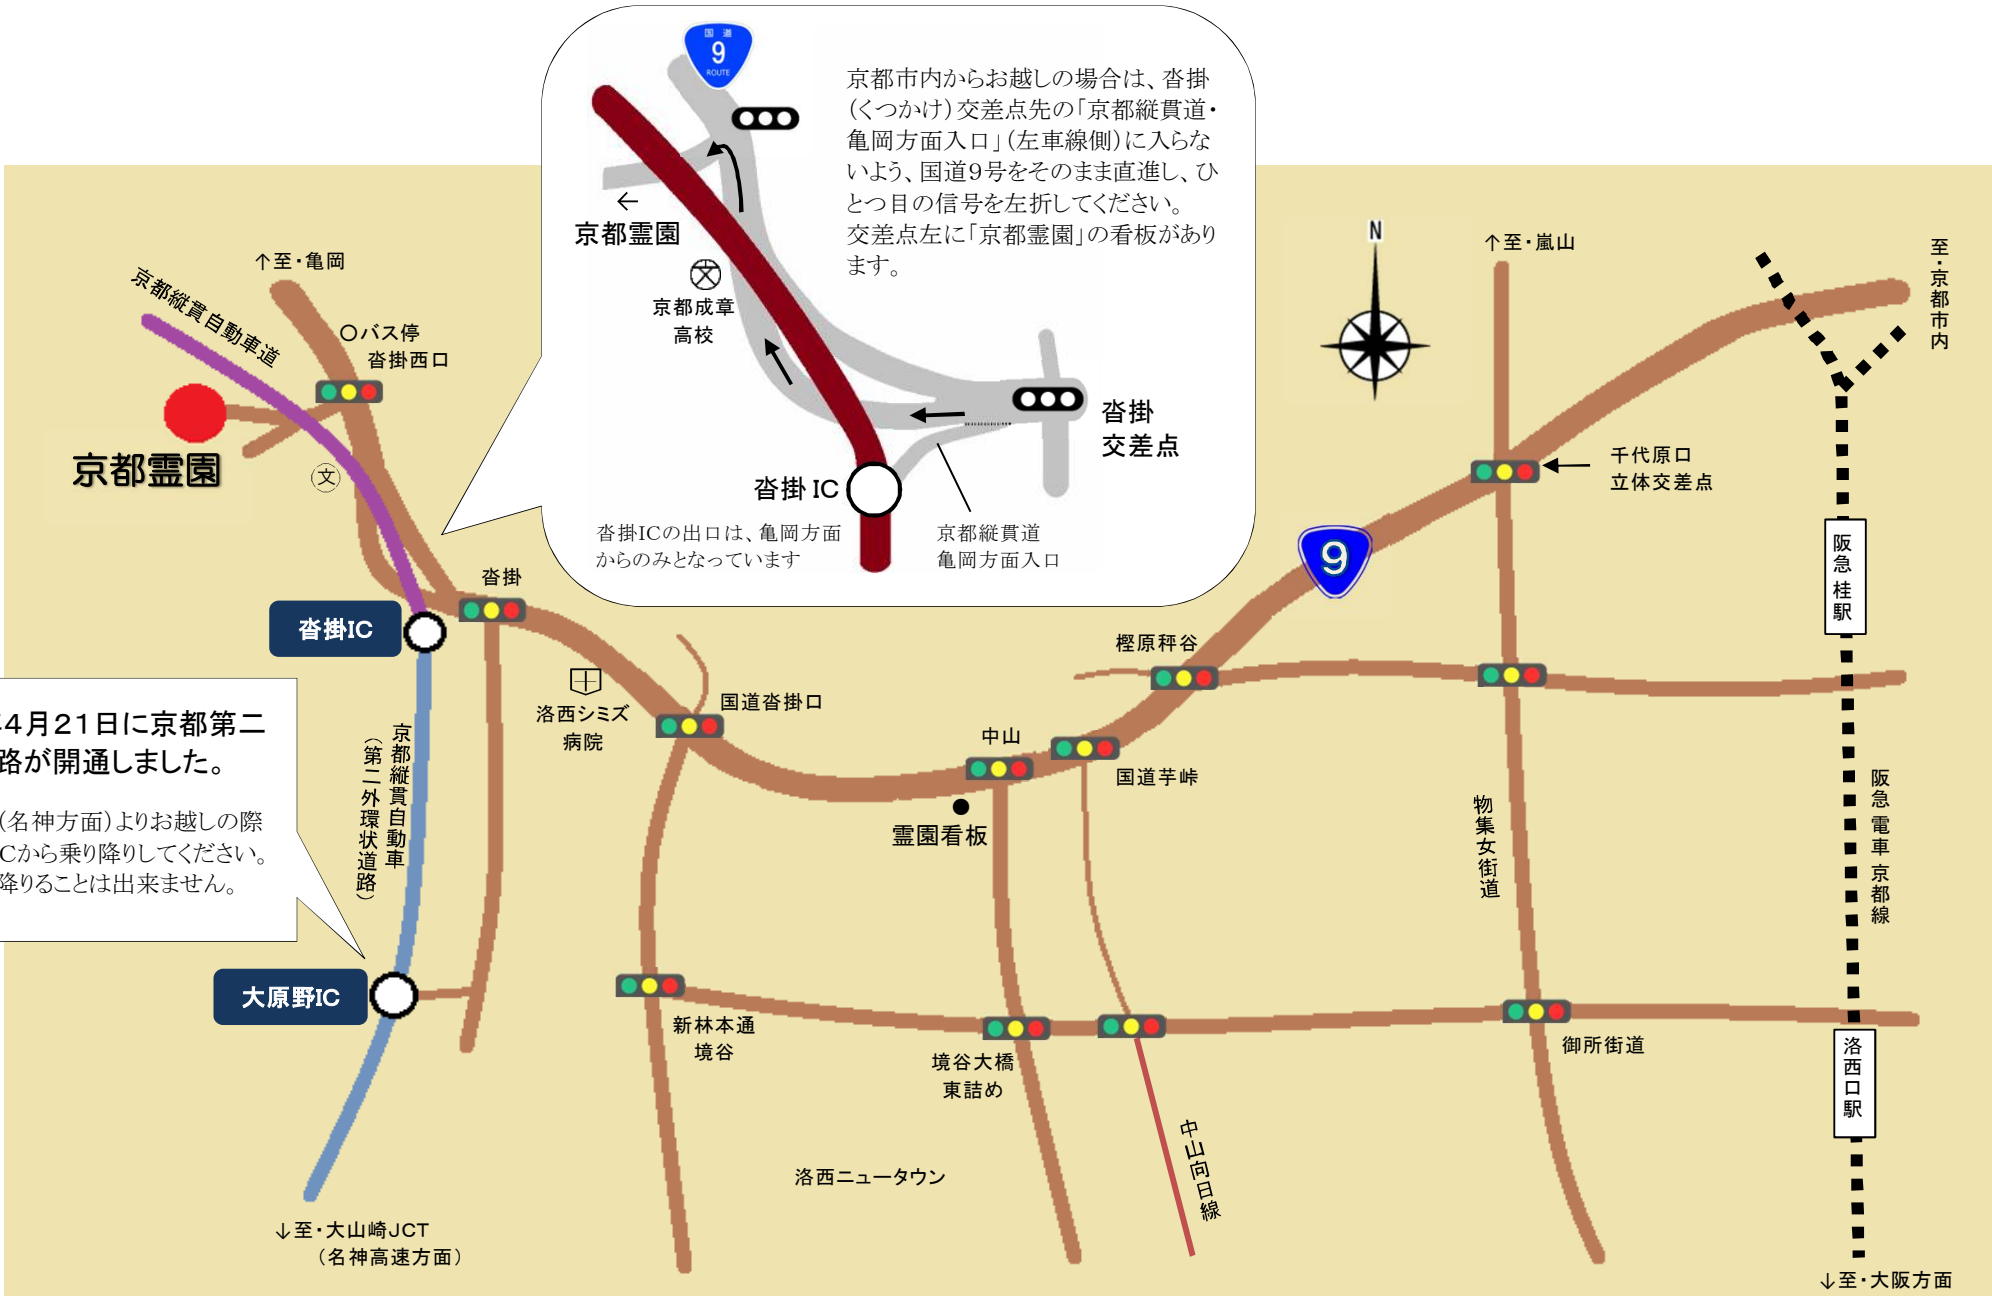 国道
9
ROUTE
京都市内からお越しの場合は、沓掛
(くつかけ)交差点先の「京都縦貫道・
亀岡方面入口」(左車線側)に入らな
いよう、国道9号をそのまま直進し、ひ
とつ目の信号を左折してください。
交差点左に「京都霊園」の看板があり
ます。
←
京都霊園
文
京都成章
高校
沓掛
交差点
沓掛IC
沓掛ICの出口は、亀岡方面
からのみとなっています
京都縦貫道
亀岡方面入口
↑至・亀岡
京都縦貫自動車道
○バス停
沓掛西口
京都霊園
文
沓掛
沓掛IC
N
↑至・嵐山
至・京都市内
千代原口
立体交差点
9
阪急 桂駅
樫原秤谷
国道沓掛口
洛西シミズ
病院
中山
国道芋峠
霊園看板
物集女街道
阪急電車 京都線
4月21日に京都第二
路が開通しました。
(名神方面)よりお越しの際
Cから乗り降りしてください。
降りることは出来ません。
京都縦貫自動車
(第二外環状道路)
大原野IC
新林本通
境谷
境谷大橋
東詰め
御所街道
洛西口駅
中山向日線
洛西ニュータウン
↓至・大山崎JCT
(名神高速方面)
↓至・大阪方面